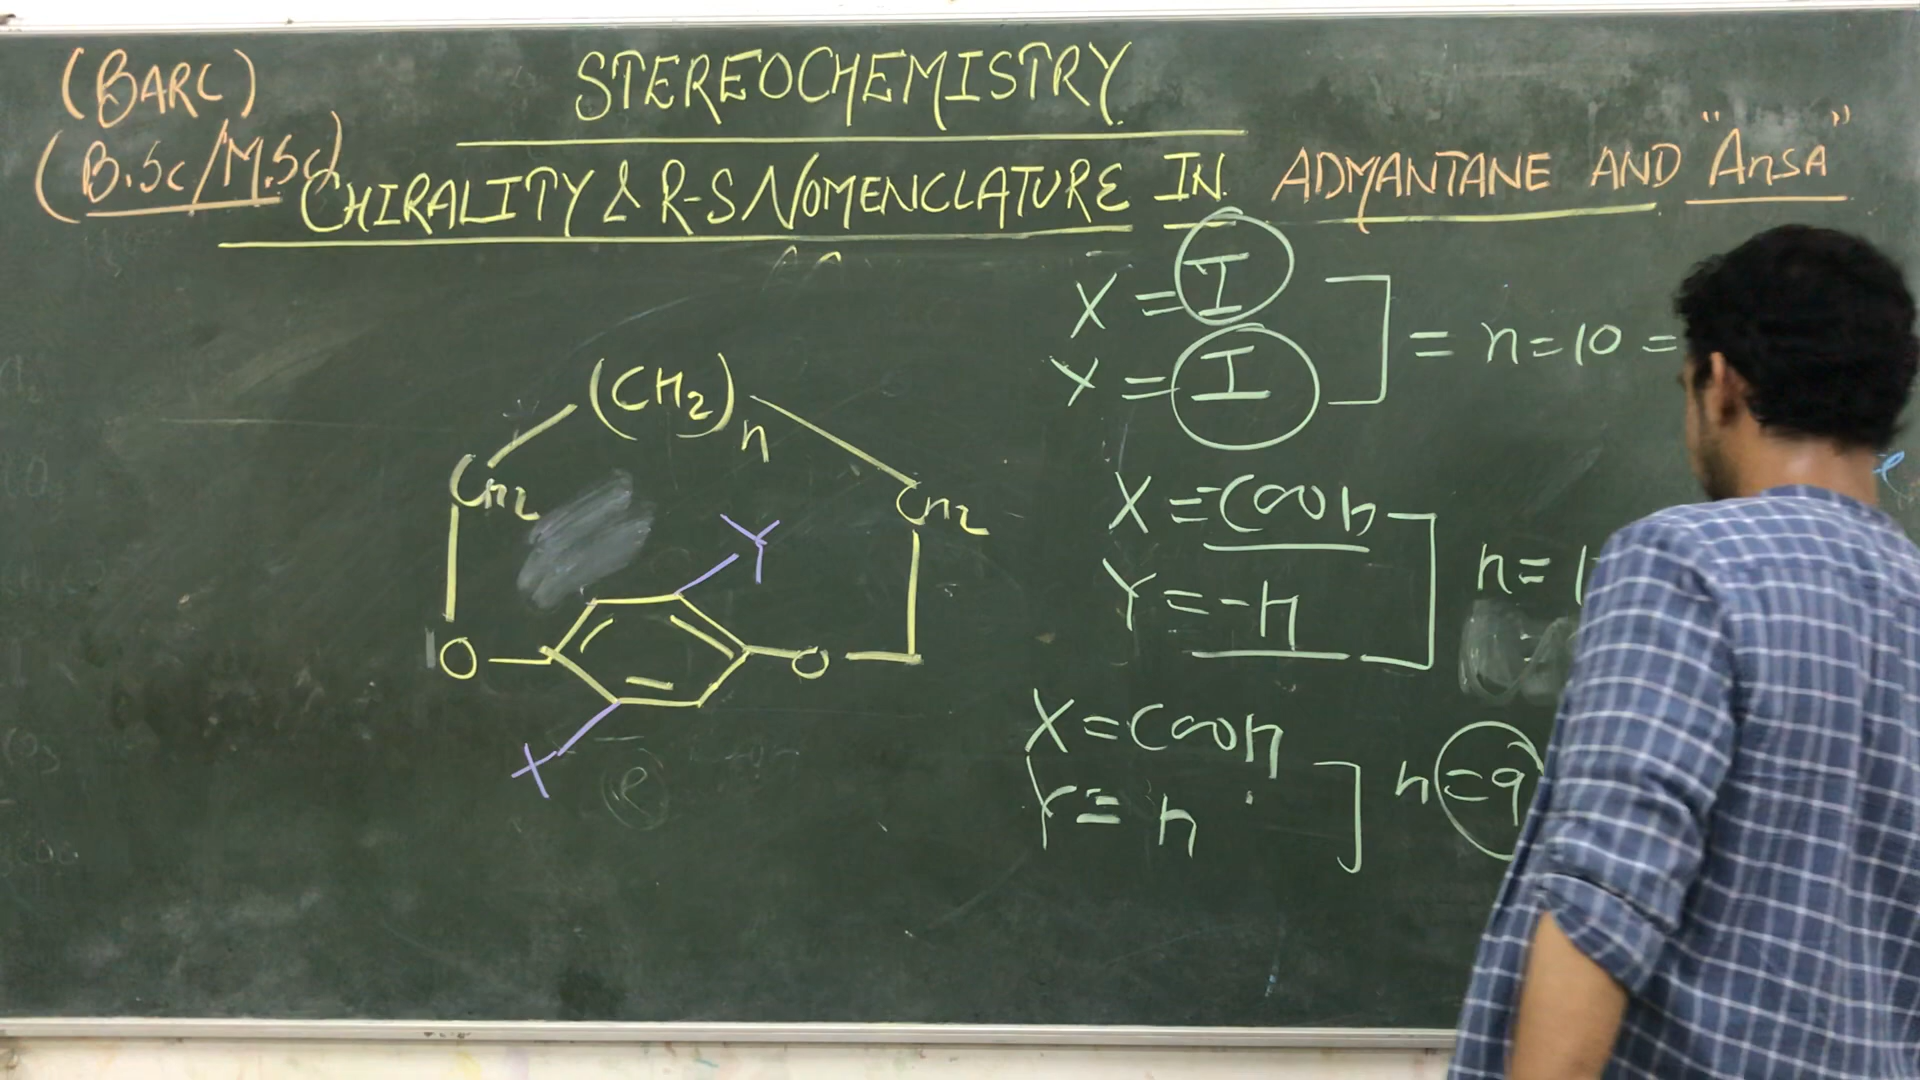 (BARC)
STEREOCHEMISTRY
(B.Sc/M.Sc)
CHIRALITY & R-S NOMENCLATURE IN ADMANTANE AND "Ansa"
X = I
Y = I
= n=10 =
(CH2)n
CH2
CH2
X = -COOH
Y = -H
n=1
Y
O
O
X
X = COOH
Y = H
n=9